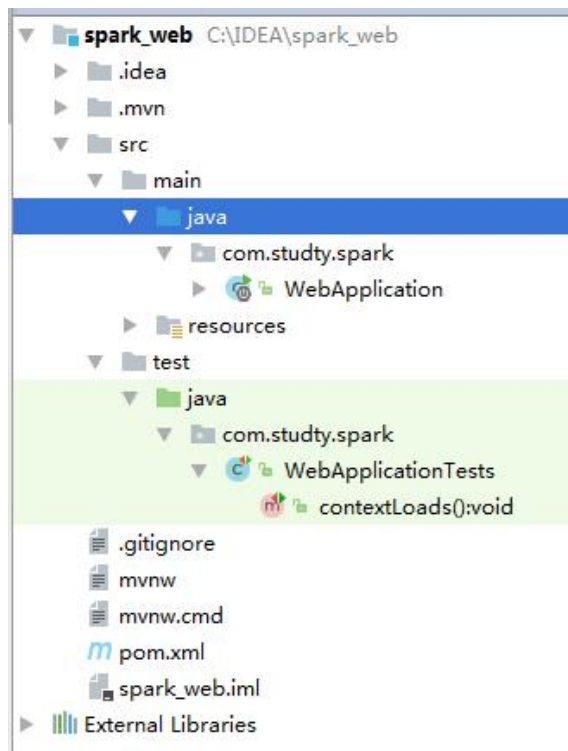 spark_web C:\IDEA\spark_web
.idea
.mvn
src
main
java
com.studty.spark
WebApplication
resources
test
java
com.studty.spark
WebApplicationTests
contextLoads():void
.gitignore
mvnw
mvnw.cmd
pom.xml
spark_web.iml
External Libraries